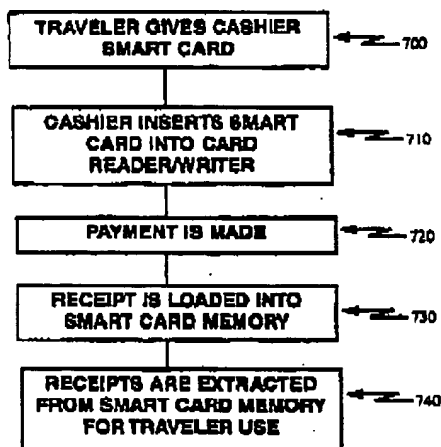 TRAVELER GIVES CASHIER
SMART CARD
700
CASHIER INSERTS SMART
CARD INTO CARD
READER/WRITER
710
PAYMENT IS MADE
720
RECEIPT IS LOADED INTO
SMART CARD MEMORY
730
RECEIPTS ARE EXTRACTED
FROM SMART CARD MEMORY
FOR TRAVELER USE
740